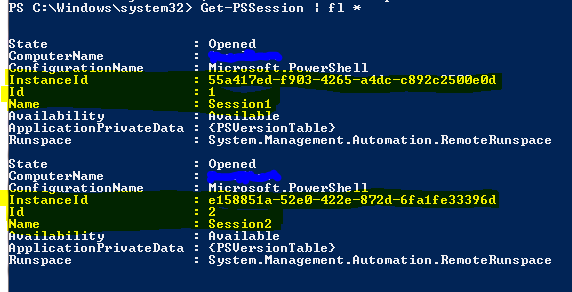 PS C:\Windows\system32> Get-PSSession | fl *
State : Opened
ComputerName :
ConfigurationName : Microsoft.PowerShell
InstanceId : 55a417ed-f903-4265-a4dc-c892c2500e0d
Id : 1
Name : Session1
Availability : Available
ApplicationPrivateData : {PSVersionTable}
Runspace : System.Management.Automation.RemoteRunspace
State : Opened
ComputerName :
ConfigurationName : Microsoft.PowerShell
InstanceId : e158851a-52e0-422e-872d-6fa1fe33396d
Id : 2
Name : Session2
Availability : Available
ApplicationPrivateData : {PSVersionTable}
Runspace : System.Management.Automation.RemoteRunspace